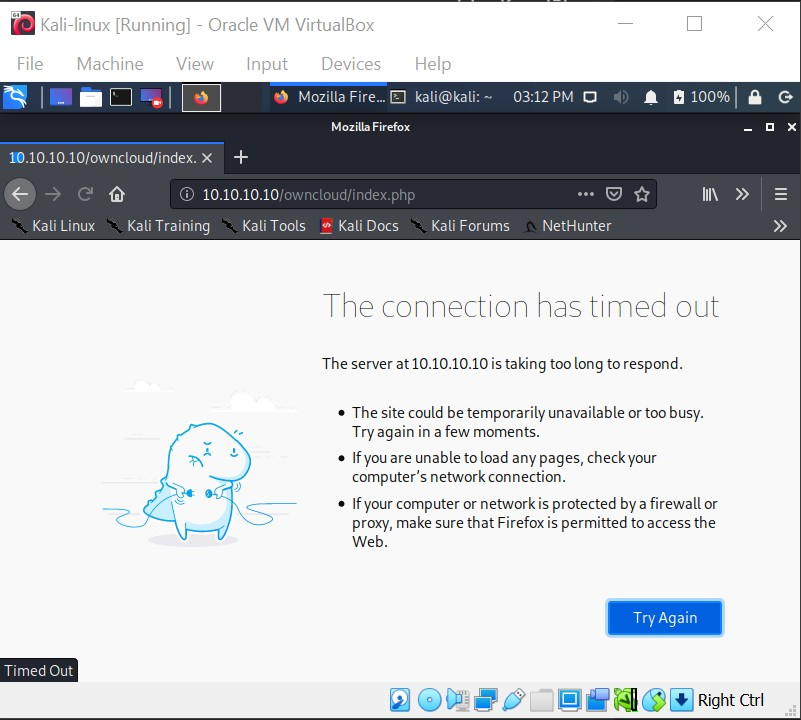 Kali-linux [Running] - Oracle VM VirtualBox
File Machine View Input Devices Help
Mozilla Fire... kali@kali: ~ 03:12 PM 100%
Mozilla Firefox
10.10.10.10/owncloud/index.
10.10.10.10/owncloud/index.php
Kali Linux Kali Training Kali Tools Kali Docs Kali Forums NetHunter
The connection has timed out
The server at 10.10.10.10 is taking too long to respond.
The site could be temporarily unavailable or too busy.
Try again in a few moments.
If you are unable to load any pages, check your
computer's network connection.
If your computer or network is protected by a firewall or
proxy, make sure that Firefox is permitted to access the
Web.
Try Again
Timed Out
Right Ctrl